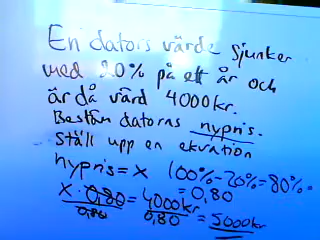 En dators värde sjunker
med 20% på ett år och
är då värd 4000kr.
Bestäm datorns nypris.
Ställ upp en ekvation
nypris = x 100%-20%=80%
= 0,80
x · 0,80 = 4000kr
0,80 0,80 = 5000kr